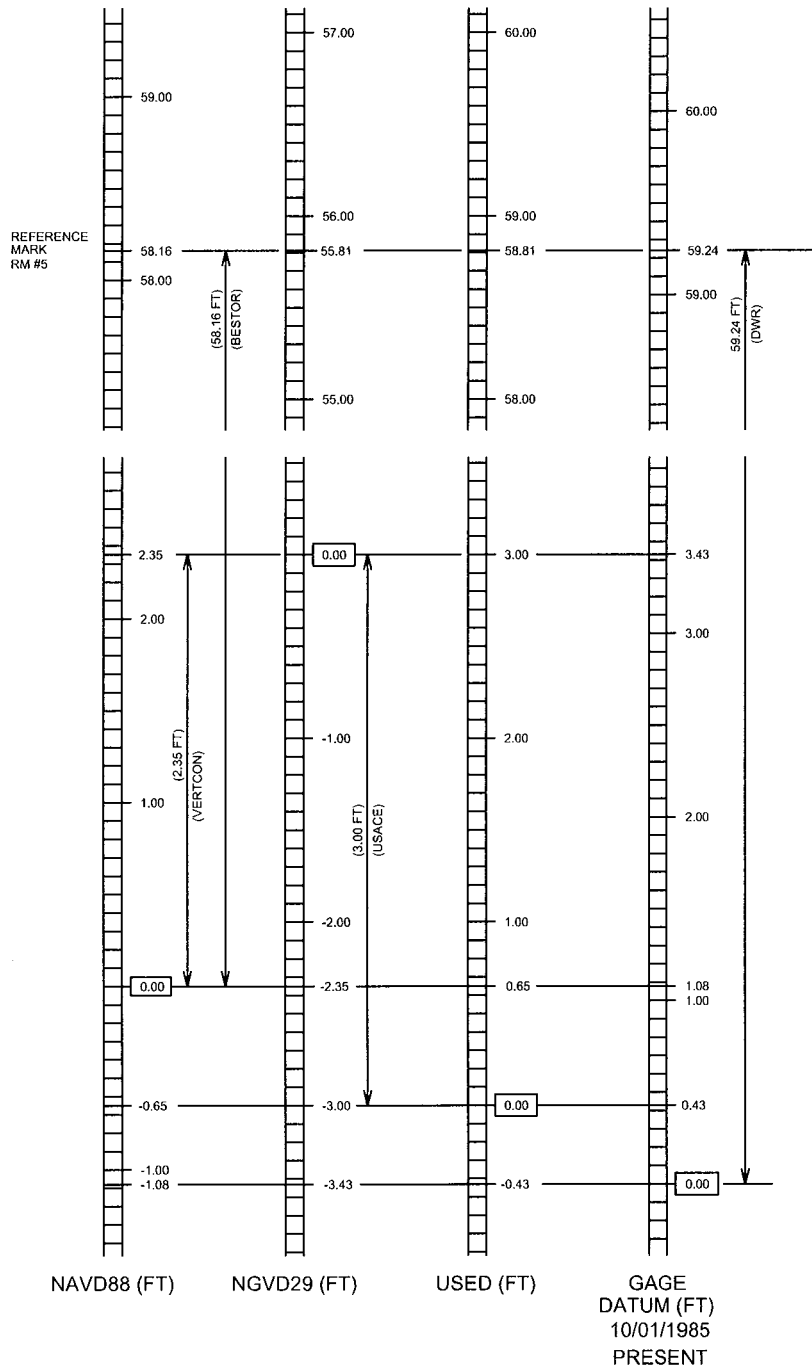 57.00 60.00
59.00
60.00
56.00 59.00
REFERENCE
MARK
RM #5
58.16 55.81 58.81 59.24
58.00 59.00
(58.16 FT)
(BESTOR)
59.24 FT)
(DWR)
55.00 58.00
2.35 0.00 3.00 3.43
2.00 3.00
(2.35 FT)
(VERTCON)
-1.00 2.00
(3.00 FT)
(USACE)
1.00 2.00
-2.00 1.00
0.00 -2.35 0.65 1.08
1.00
-0.65 -3.00 0.00 0.43
-1.00
-1.08 -3.43 -0.43 0.00
NAVD88 (FT) NGVD29 (FT) USED (FT) GAGE
DATUM (FT)
10/01/1985
PRESENT